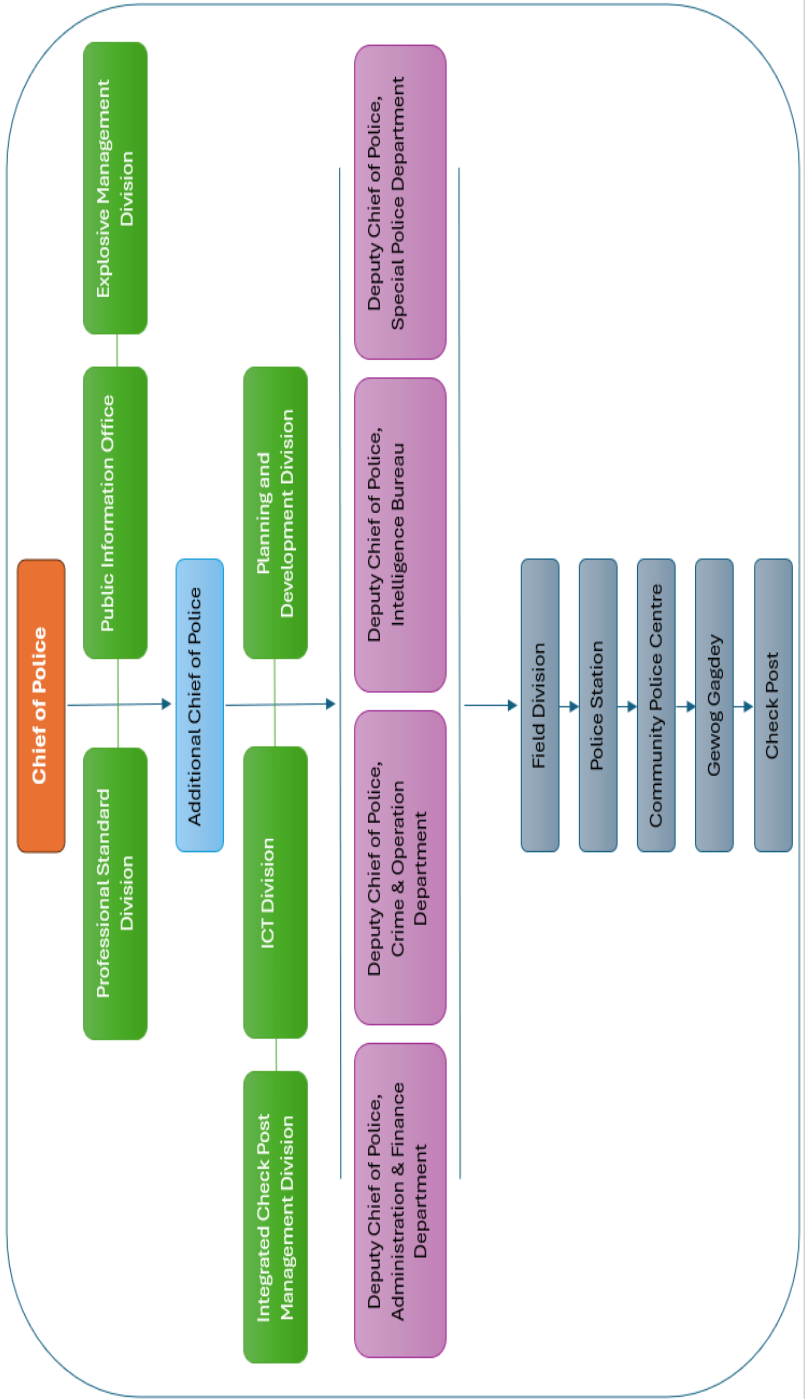 Chief of Police
Professional Standard
Division
Public Information Office
Explosive Management
Division
Additional Chief of Police
Integrated Check Post
Management Division
ICT Division
Planning and
Development Division
Deputy Chief of Police,
Administration & Finance
Department
Deputy Chief of Police,
Crime & Operation
Department
Deputy Chief of Police,
Intelligence Bureau
Deputy Chief of Police,
Special Police Department
Field Division
Police Station
Community Police Centre
Gewog Gagdey
Check Post